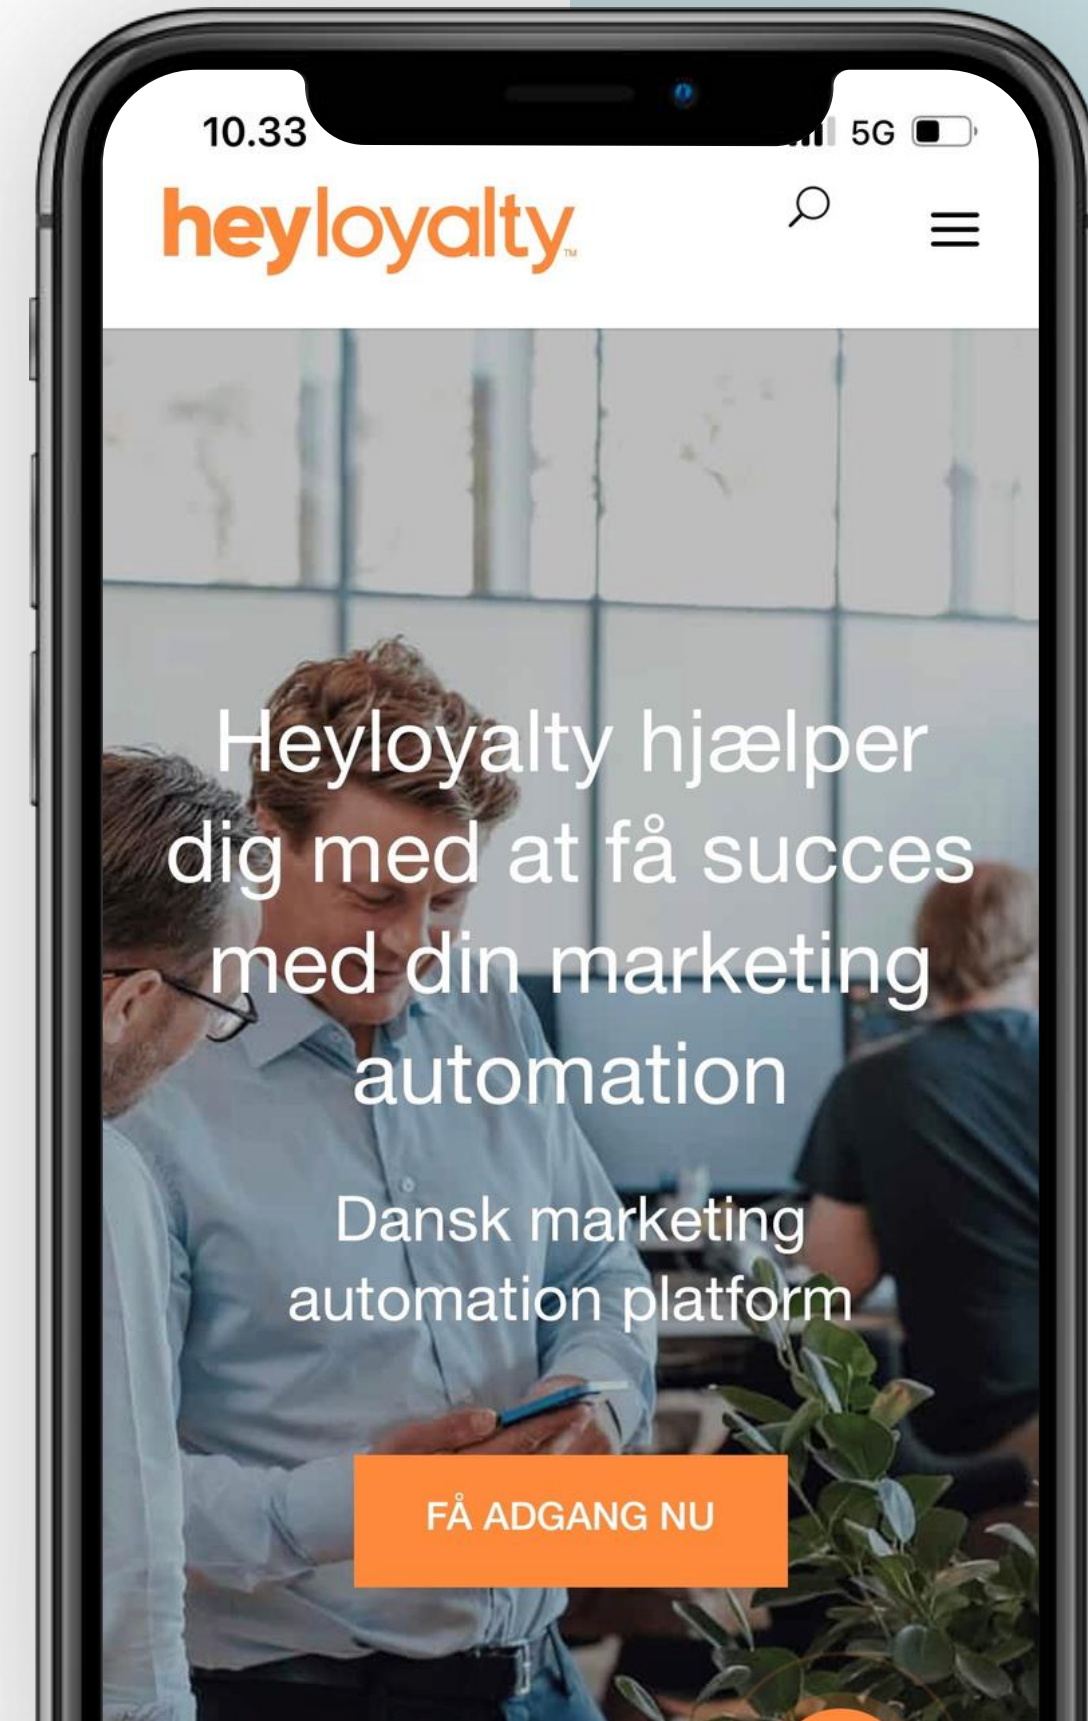 10.33
5G
heyloyalty™
Heyloyalty hjælper
dig med at få succes
med din marketing
automation
Dansk marketing
automation platform
FÅ ADGANG NU